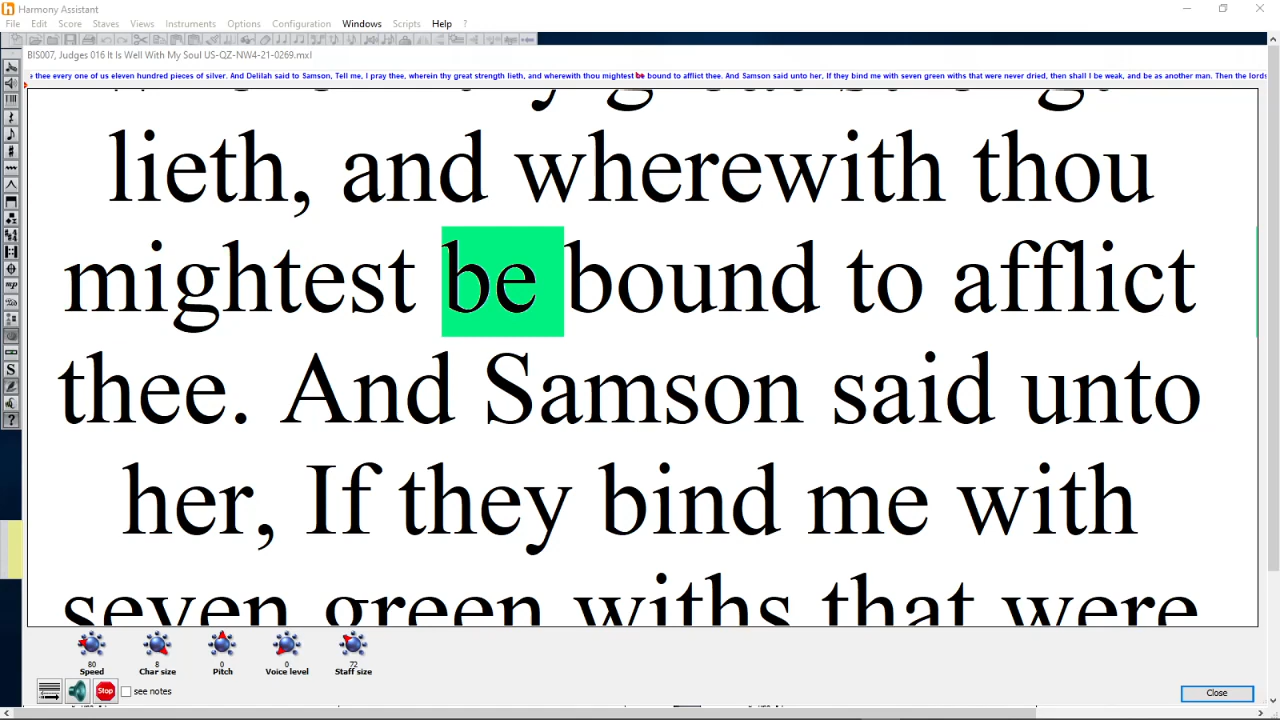 Harmony Assistant
File Edit Score Staves Views Instruments Options Configuration Windows Scripts Help ?
BIS007, Judges 016 It Is Well With My Soul US-QZ-NW4-21-0269.mx.l
thee every one of us eleven hundred pieces of silver. And Delilah said to Samson, Tell me, I pray thee, wherein thy great strength lieth, and wherewith thou mightest be bound to afflict thee. And Samson said unto her, If they bind me with seven green withs that were never dried, then shall I be weak, and be as another man. Then the lords
lieth, and wherewith thou
mightest be bound to afflict
thee. And Samson said unto
her, If they bind me with
seven green withs that were
80 8 0 0 72
Speed Char size Pitch Voice level Staff size
Stop see notes
Close